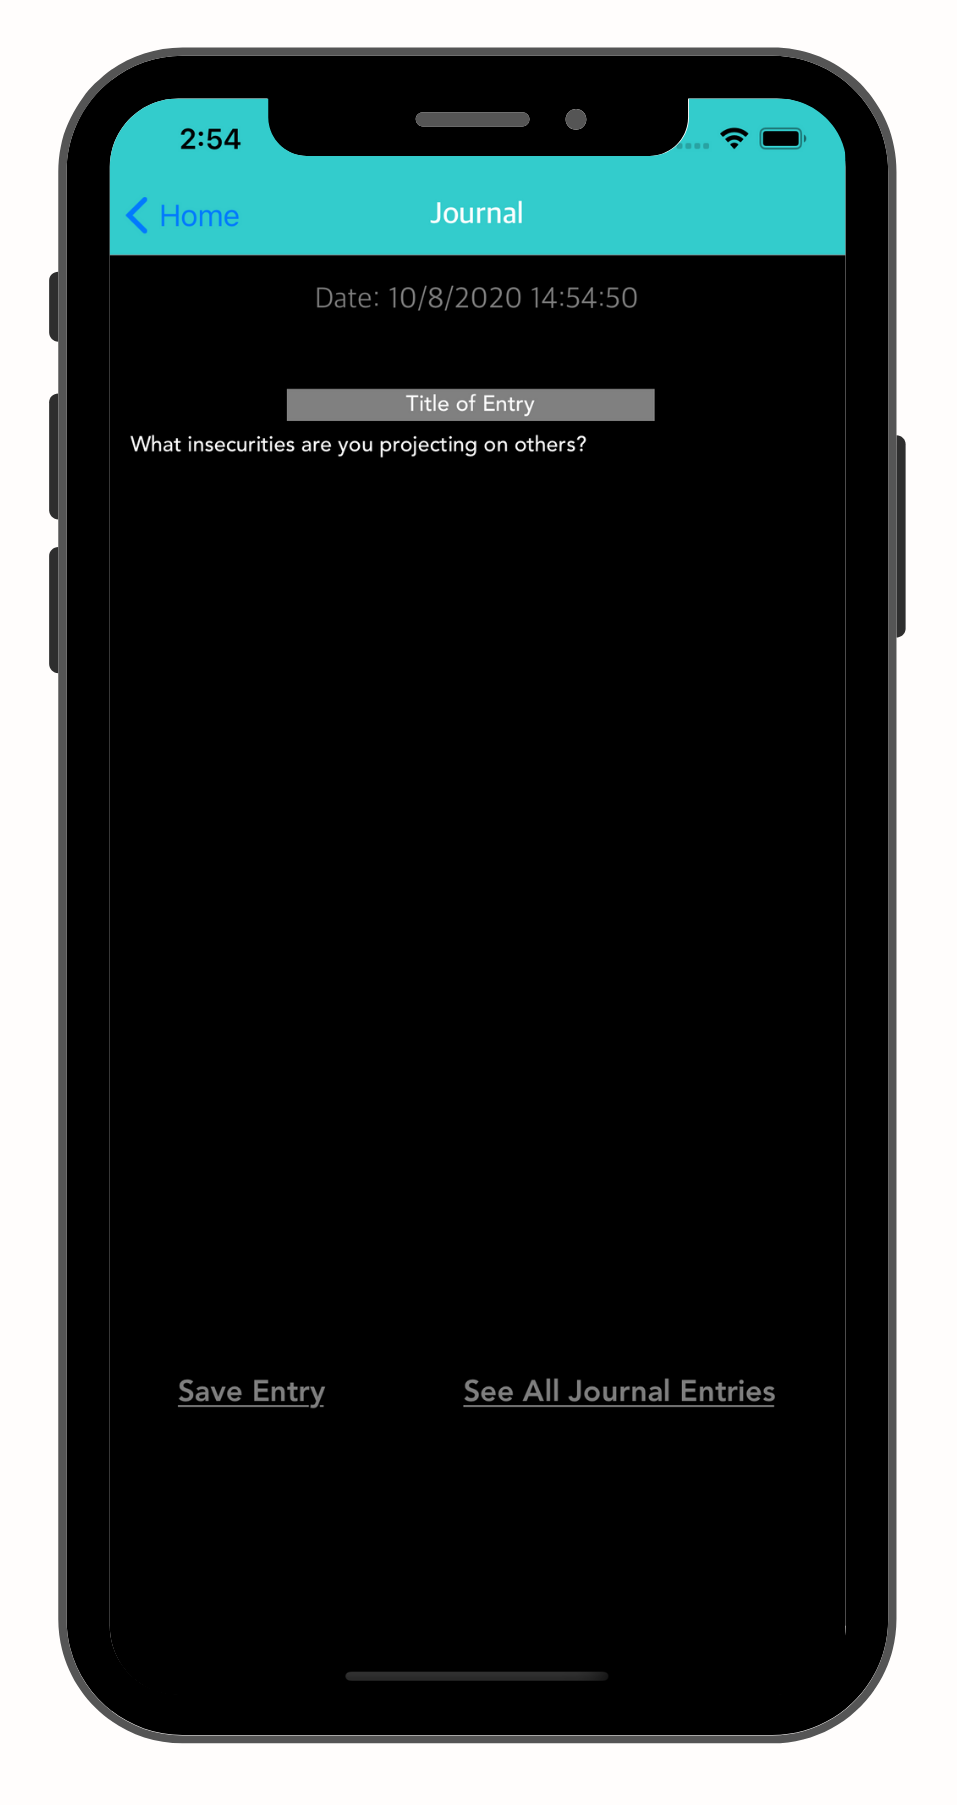 2:54
Home
Journal
Date: 10/8/2020 14:54:50
Title of Entry
What insecurities are you projecting on others?
Save Entry
See All Journal Entries